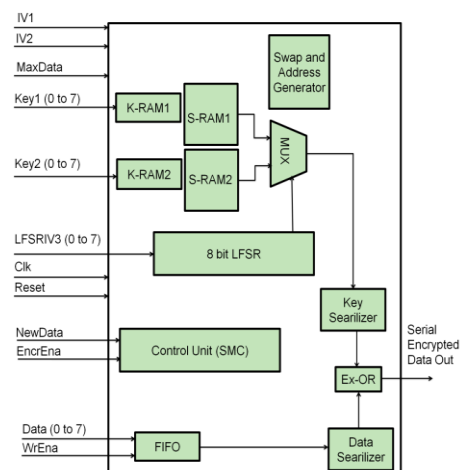 IV1
IV2
MaxData
Key1 (0 to 7)
Key2 (0 to 7)
LFSRIV3 (0 to 7)
Clk
Reset
NewData
EncrEna
Data (0 to 7)
WrEna
Swap and
Address
Generator
K-RAM1
S-RAM1
K-RAM2
S-RAM2
MUX
8 bit LFSR
Control Unit (SMC)
FIFO
Key
Searilizer
Ex-OR
Data
Searilizer
Serial
Encrypted
Data Out